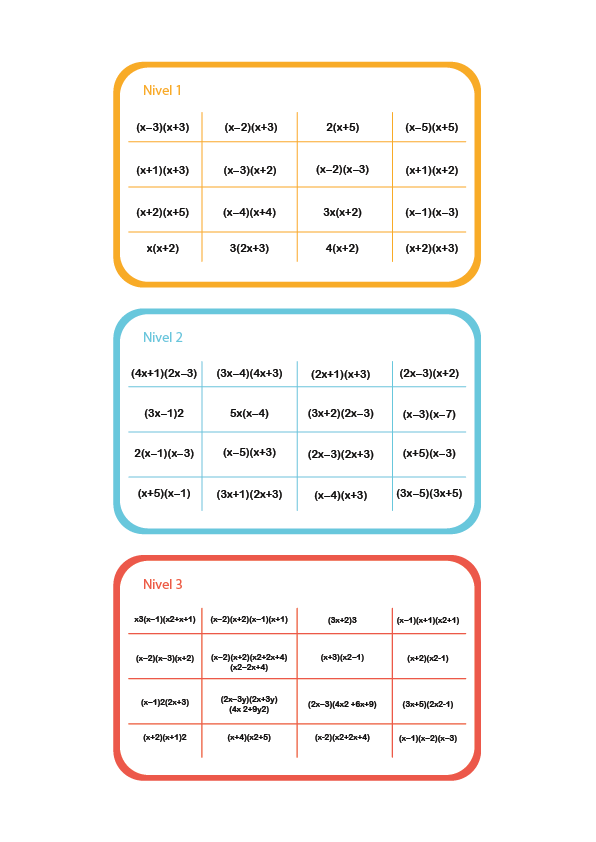 Nivel 1
(x–3)(x+3) (x–2)(x+3) 2(x+5) (x–5)(x+5)
(x+1)(x+3) (x–3)(x+2) (x–2)(x–3) (x+1)(x+2)
(x+2)(x+5) (x–4)(x+4) 3x(x+2) (x–1)(x–3)
x(x+2) 3(2x+3) 4(x+2) (x+2)(x+3)
Nivel 2
(4x+1)(2x–3) (3x–4)(4x+3) (2x+1)(x+3) (2x–3)(x+2)
(3x–1)2 5x(x–4) (3x+2)(2x–3) (x–3)(x–7)
2(x–1)(x–3) (x–5)(x+3) (2x–3)(2x+3) (x+5)(x–3)
(x+5)(x–1) (3x+1)(2x+3) (x–4)(x+3) (3x–5)(3x+5)
Nivel 3
x3(x–1)(x2+x+1) (x–2)(x+2)(x–1)(x+1) (3x+2)3 (x–1)(x+1)(x2+1)
(x–2)(x–3)(x+2) (x–2)(x+2)(x2+2x+4) (x+3)(x2–1) (x+2)(x2-1)
(x2–2x+4)
(x–1)2(2x+3) (2x–3y)(2x+3y) (2x–3)(4x2 +6x+9) (3x+5)(2x2-1)
(4x 2+9y2)
(x+2)(x+1)2 (x+4)(x2+5) (x-2)(x2+2x+4) (x–1)(x–2)(x–3)